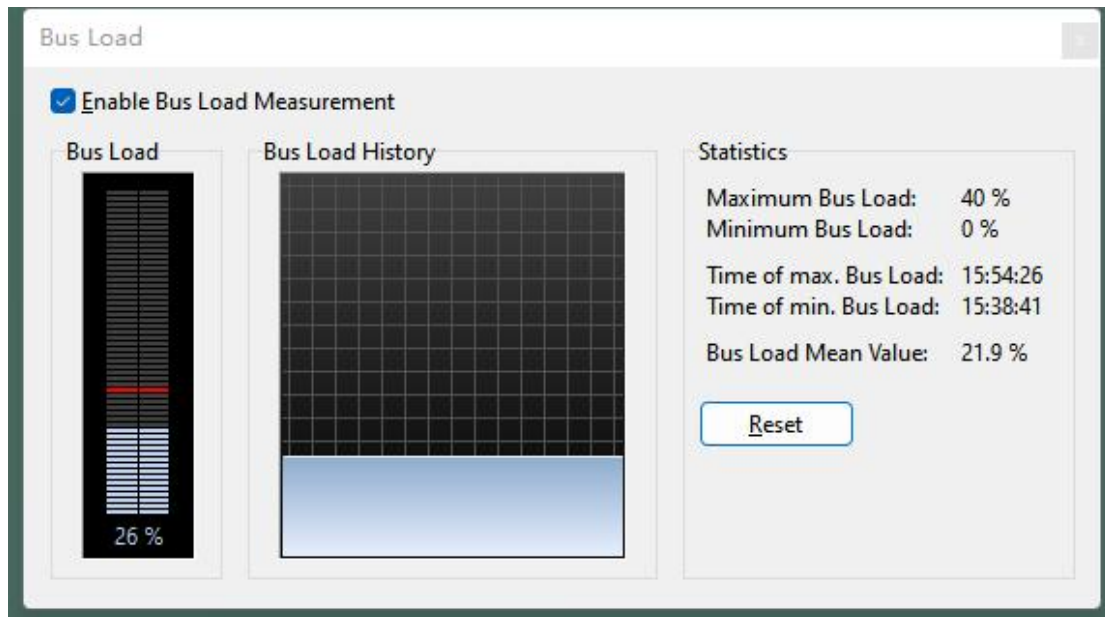 Bus Load
Enable Bus Load Measurement
Bus Load
26 %
Bus Load History
Statistics
Maximum Bus Load: 40 %
Minimum Bus Load: 0 %
Time of max. Bus Load: 15:54:26
Time of min. Bus Load: 15:38:41
Bus Load Mean Value: 21.9 %
Reset